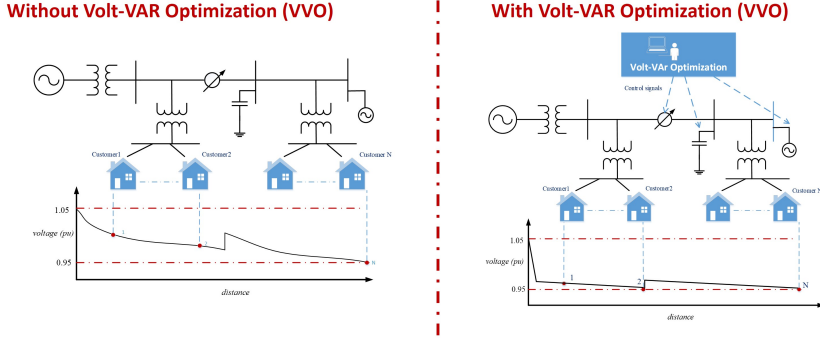 Without Volt-VAR Optimization (VVO)
Customer1
Customer2
Customer N
1.05
voltage (pu)
0.95
distance
With Volt-VAR Optimization (VVO)
Volt-VAr Optimization
Control signals
Customer1
Customer2
Customer N
1.05
voltage (pu)
0.95
1
2
N
distance